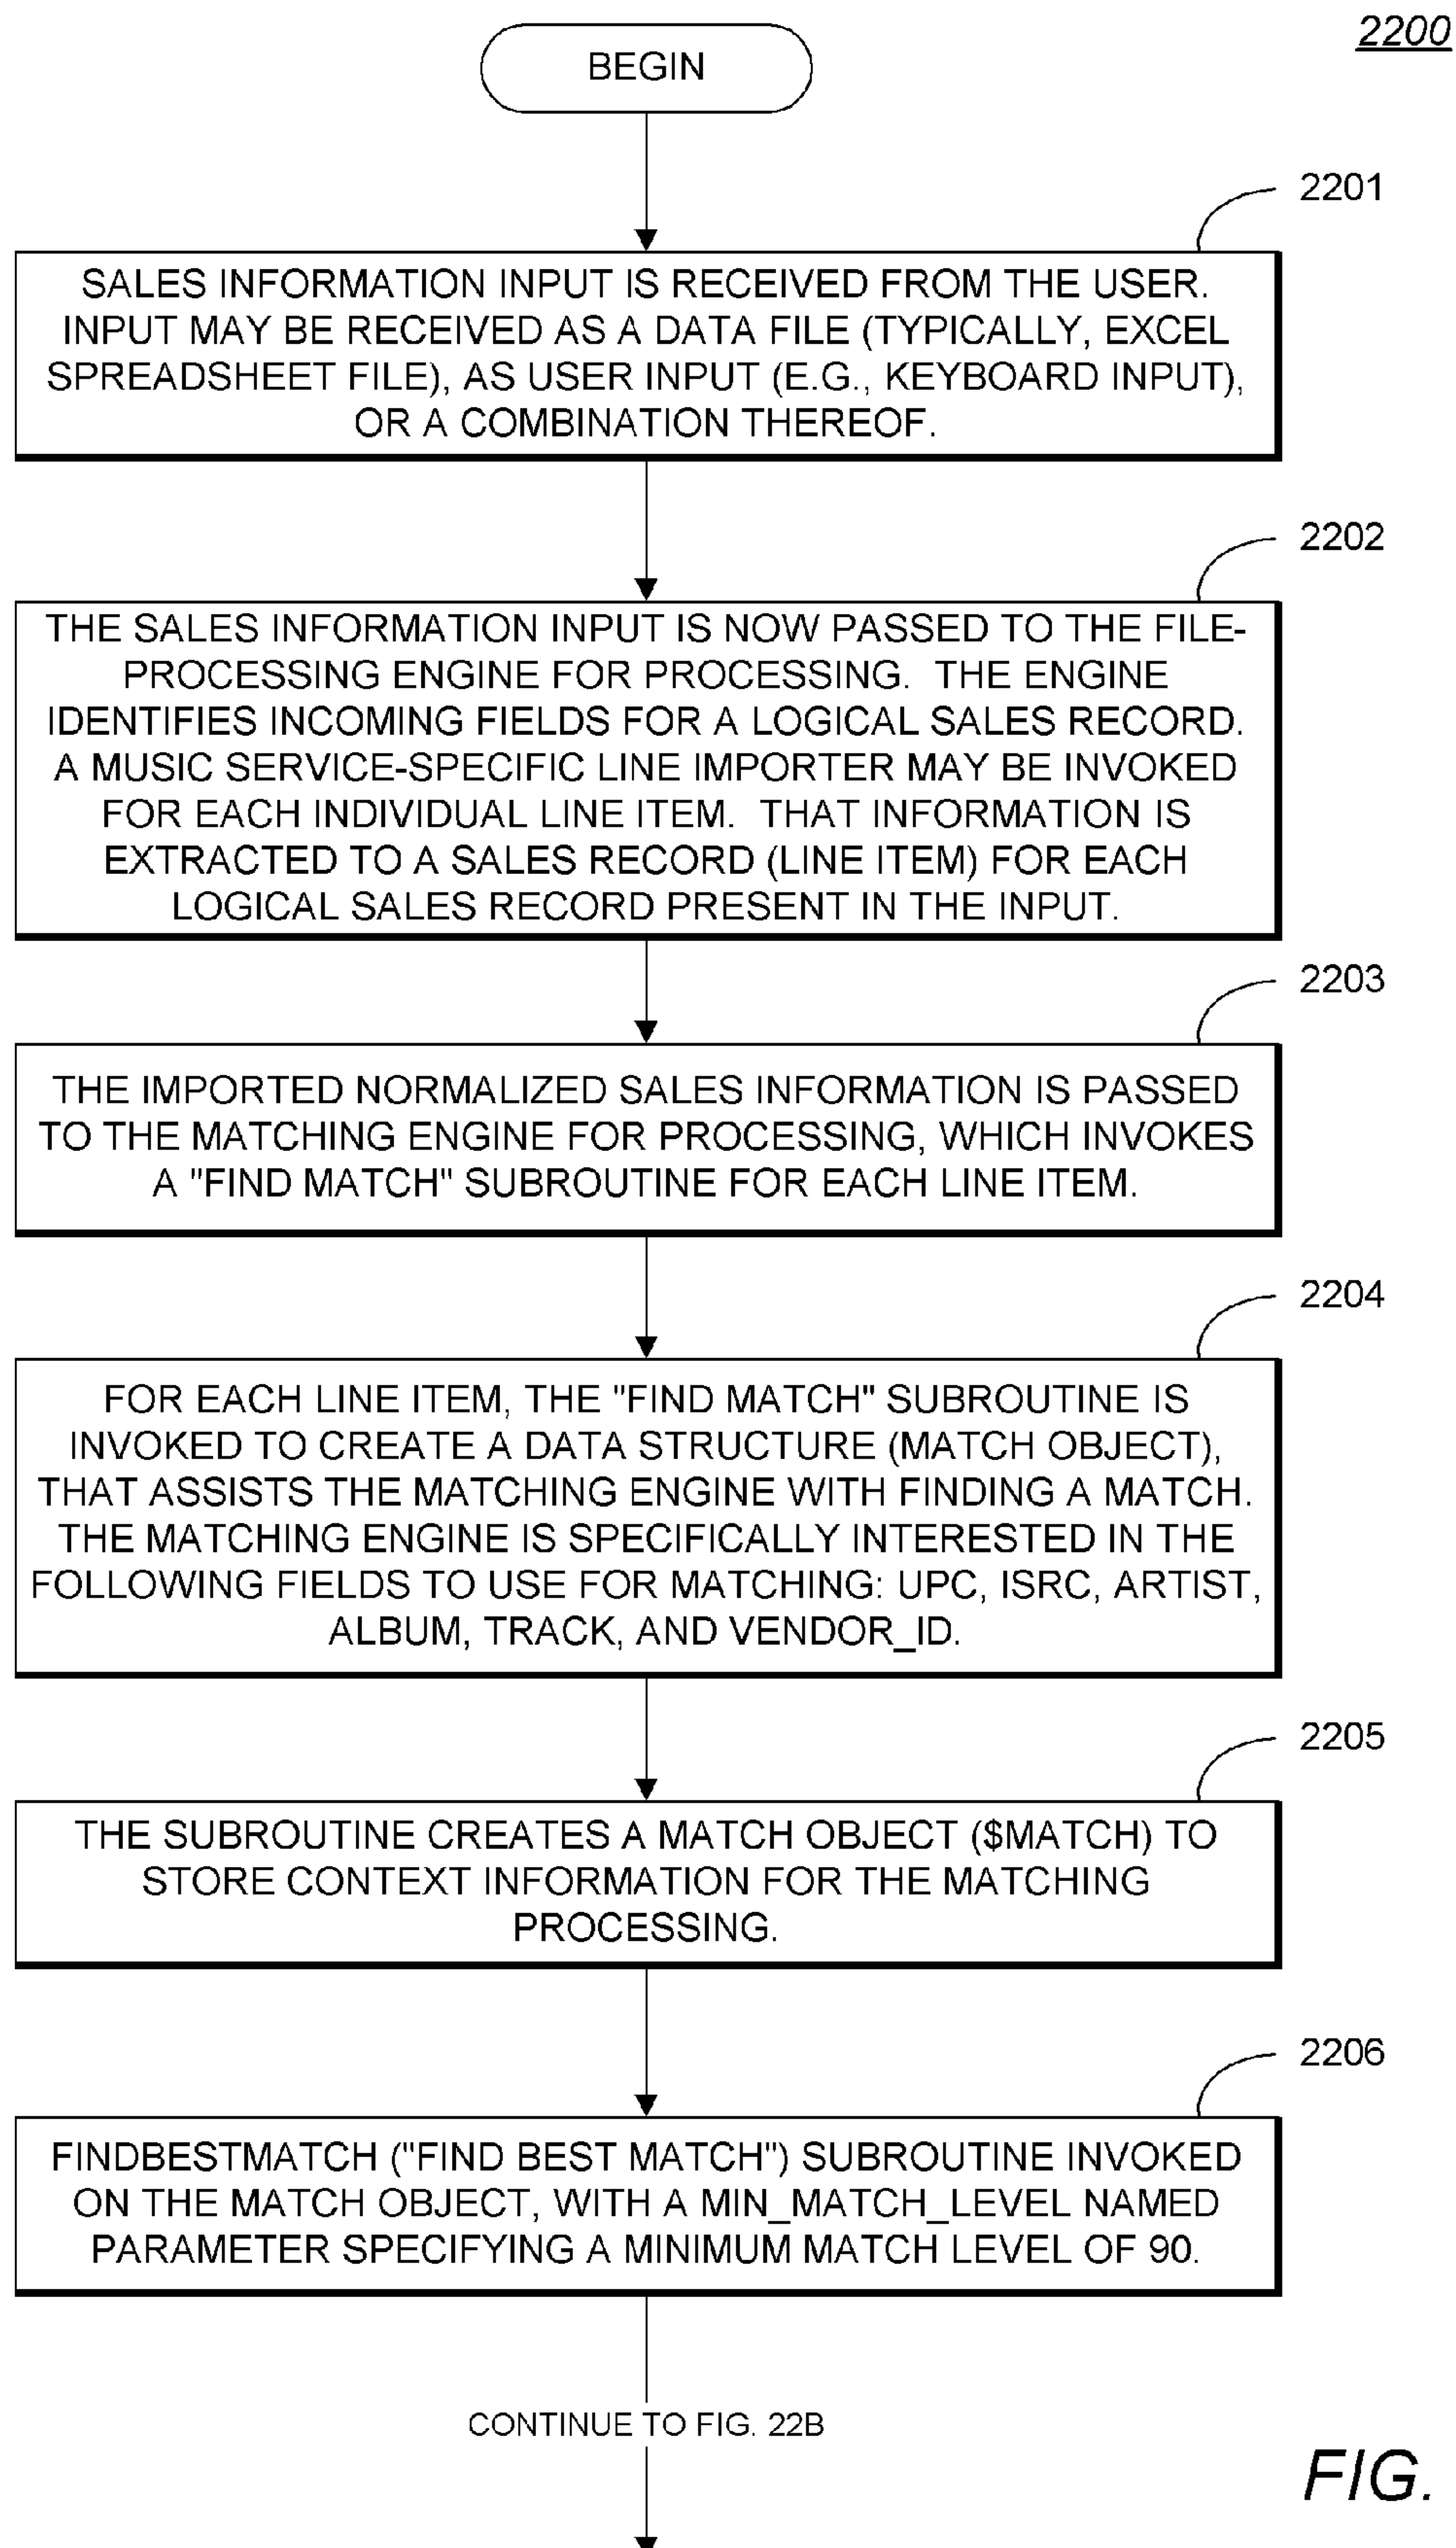 2200
BEGIN
2201
SALES INFORMATION INPUT IS RECEIVED FROM THE USER.
INPUT MAY BE RECEIVED AS A DATA FILE (TYPICALLY, EXCEL
SPREADSHEET FILE), AS USER INPUT (E.G., KEYBOARD INPUT),
OR A COMBINATION THEREOF.
2202
THE SALES INFORMATION INPUT IS NOW PASSED TO THE FILE-
PROCESSING ENGINE FOR PROCESSING. THE ENGINE
IDENTIFIES INCOMING FIELDS FOR A LOGICAL SALES RECORD.
A MUSIC SERVICE-SPECIFIC LINE IMPORTER MAY BE INVOKED
FOR EACH INDIVIDUAL LINE ITEM. THAT INFORMATION IS
EXTRACTED TO A SALES RECORD (LINE ITEM) FOR EACH
LOGICAL SALES RECORD PRESENT IN THE INPUT.
2203
THE IMPORTED NORMALIZED SALES INFORMATION IS PASSED
TO THE MATCHING ENGINE FOR PROCESSING, WHICH INVOKES
A "FIND MATCH" SUBROUTINE FOR EACH LINE ITEM.
2204
FOR EACH LINE ITEM, THE "FIND MATCH" SUBROUTINE IS
INVOKED TO CREATE A DATA STRUCTURE (MATCH OBJECT),
THAT ASSISTS THE MATCHING ENGINE WITH FINDING A MATCH.
THE MATCHING ENGINE IS SPECIFICALLY INTERESTED IN THE
FOLLOWING FIELDS TO USE FOR MATCHING: UPC, ISRC, ARTIST,
ALBUM, TRACK, AND VENDOR_ID.
2205
THE SUBROUTINE CREATES A MATCH OBJECT ($MATCH) TO
STORE CONTEXT INFORMATION FOR THE MATCHING
PROCESSING.
2206
FINDBESTMATCH ("FIND BEST MATCH") SUBROUTINE INVOKED
ON THE MATCH OBJECT, WITH A MIN_MATCH_LEVEL NAMED
PARAMETER SPECIFYING A MINIMUM MATCH LEVEL OF 90.
CONTINUE TO FIG. 22B
FIG.